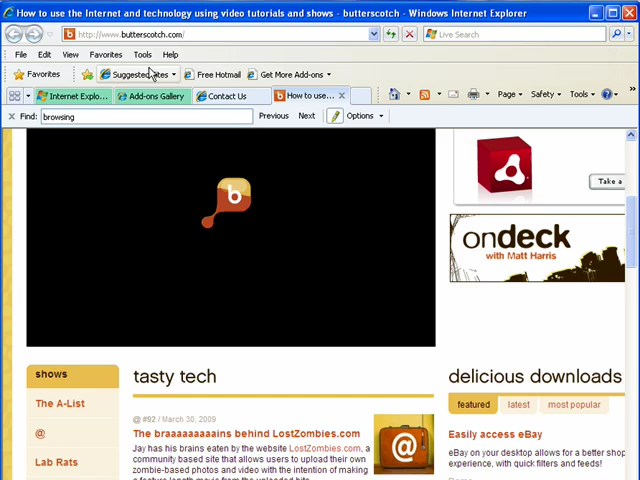 How to use the Internet and technology using video tutorials and shows - butterscotch - Windows Internet Explorer
http://www.butterscotch.com/
Live Search
File Edit View Favorites Tools Help
Favorites Suggested Sites Free Hotmail Get More Add-ons
Internet Explo... Add-ons Gallery Contact Us How to use... Page Safety Tools
Find: browsing Previous Next Options
b
Take a
ondeck
with Matt Harris
shows
tasty tech
delicious downloads
featured latest most popular
The A-List
@ #92 / March 30, 2009
The braaaaaaaains behind LostZombies.com
Easily access eBay
@
Jay has his brains eaten by the website LostZombies.com, a
community based site that allows users to upload their own
zombie-based photos and video with the intention of making
@
eBay on your desktop allows for a better shop
experience, with quick filters and feeds!
Lab Rats